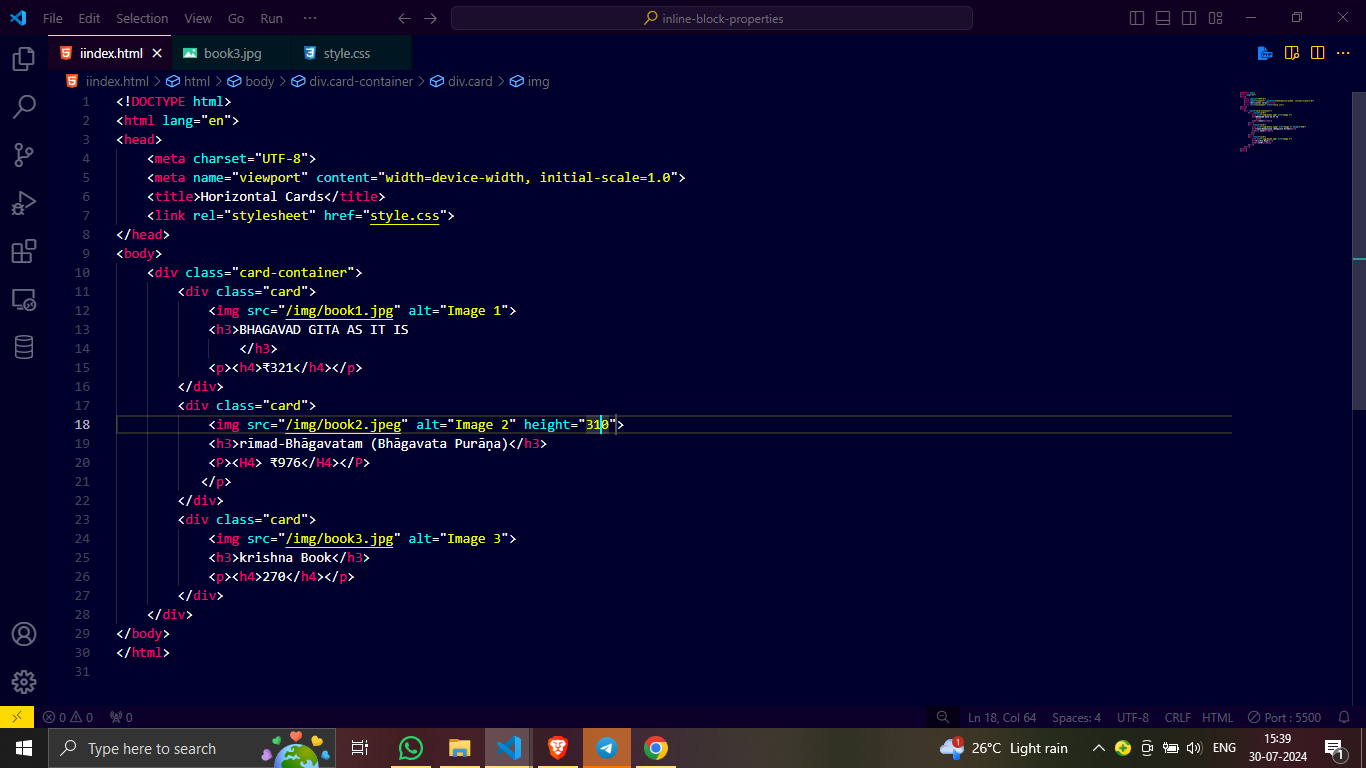 File Edit Selection View Go Run ···
inline-block-properties
iindex.html
book3.jpg
style.css
iindex.html > html > body > div.card-container > div.card > img
1 <!DOCTYPE html>
2 <html lang="en">
3 <head>
4 <meta charset="UTF-8">
5 <meta name="viewport" content="width=device-width, initial-scale=1.0">
6 <title>Horizontal Cards</title>
7 <link rel="stylesheet" href="style.css">
8 </head>
9 <body>
10 <div class="card-container">
11 <div class="card">
12 <img src="/img/book1.jpg" alt="Image 1">
13 <h3>BHAGAVAD GITA AS IT IS
14 </h3>
15 <p><h4>₹321</h4></p>
16 </div>
17 <div class="card">
18 <img src="/img/book2.jpeg" alt="Image 2" height="310">
19 <h3>rīmad-Bhāgavatam (Bhāgavata Purāṇa)</h3>
20 <P><H4> ₹976</H4></P>
21 </p>
22 </div>
23 <div class="card">
24 <img src="/img/book3.jpg" alt="Image 3">
25 <h3>krishna Book</h3>
26 <p><h4>270</h4></p>
27 </div>
28 </div>
29 </body>
30 </html>
31
0 0 0
Ln 18, Col 64 Spaces: 4 UTF-8 CRLF HTML Port : 5500
Type here to search
1 26°C Light rain ENG 15:39
30-07-2024 1